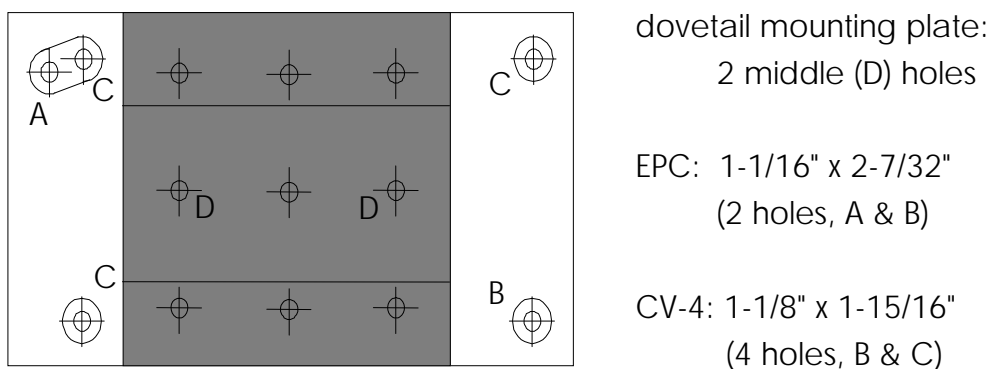 dovetail mounting plate:
2 middle (D) holes
C
C
A
EPC: 1-1/16" x 2-7/32"
(2 holes, A & B)
D
D
C
B
CV-4: 1-1/8" x 1-15/16"
(4 holes, B & C)